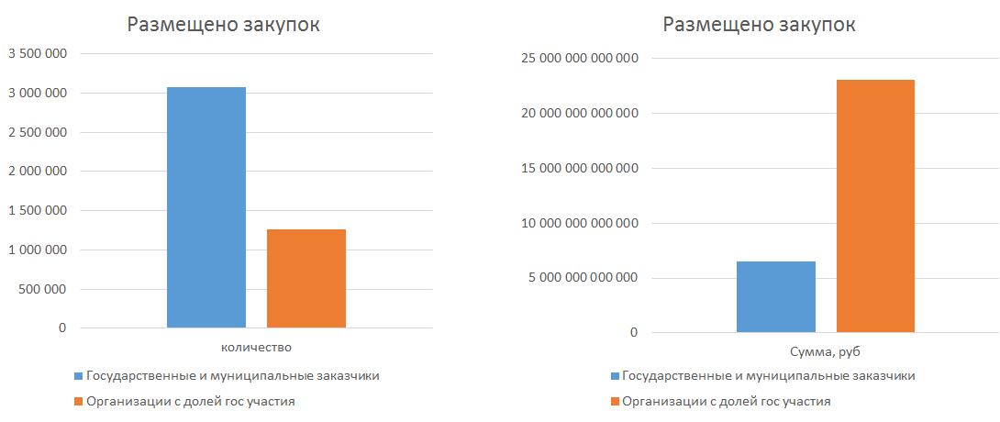 Размещено закупок
3 500 000
3 000 000
2 500 000
2 000 000
1 500 000
1 000 000
500 000
0
количество
Государственные и муниципальные заказчики
Организации с долей гос участия
Размещено закупок
25 000 000 000 000
20 000 000 000 000
15 000 000 000 000
10 000 000 000 000
5 000 000 000 000
0
Сумма, руб
Государственные и муниципальные заказчики
Организации с долей гос участия